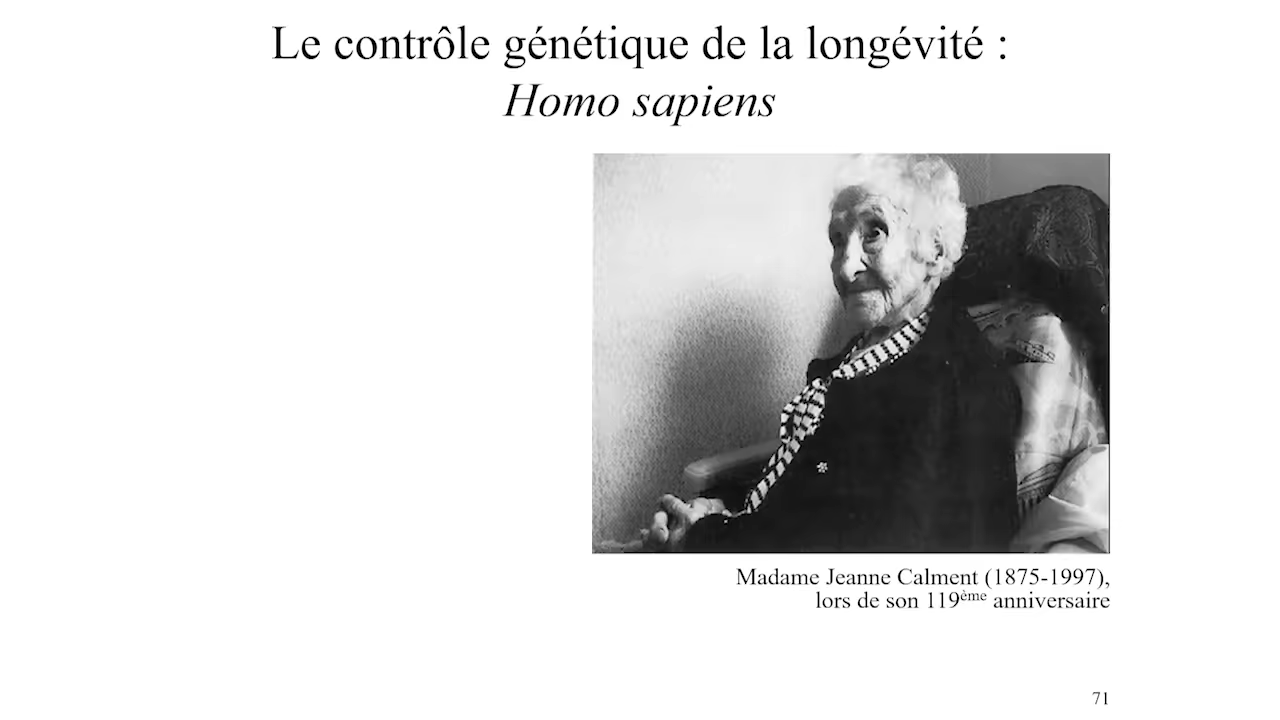 Le contrôle génétique de la longévité :
Homo sapiens
Madame Jeanne Calment (1875-1997),
lors de son 119ème anniversaire
71